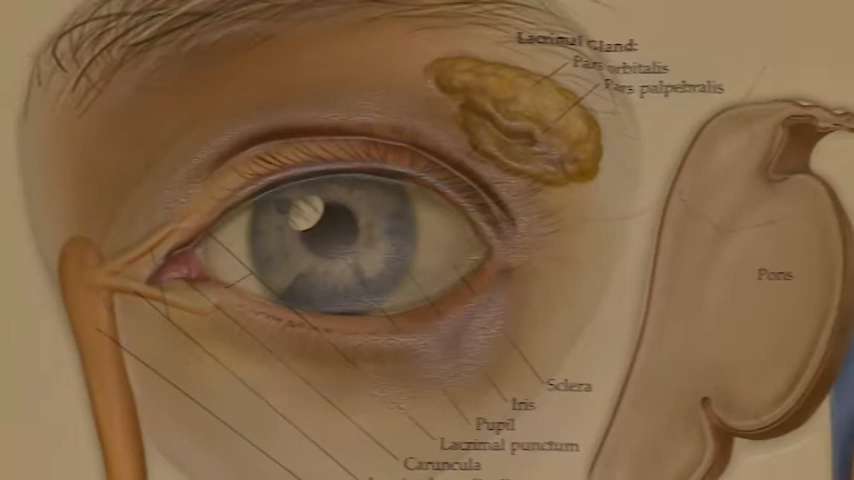 Lacrimal Gland:
Pars orbitalis
Pars palpebralis
Pons
Sclera
Iris
Pupil
Lacrimal punctum
Caruncula